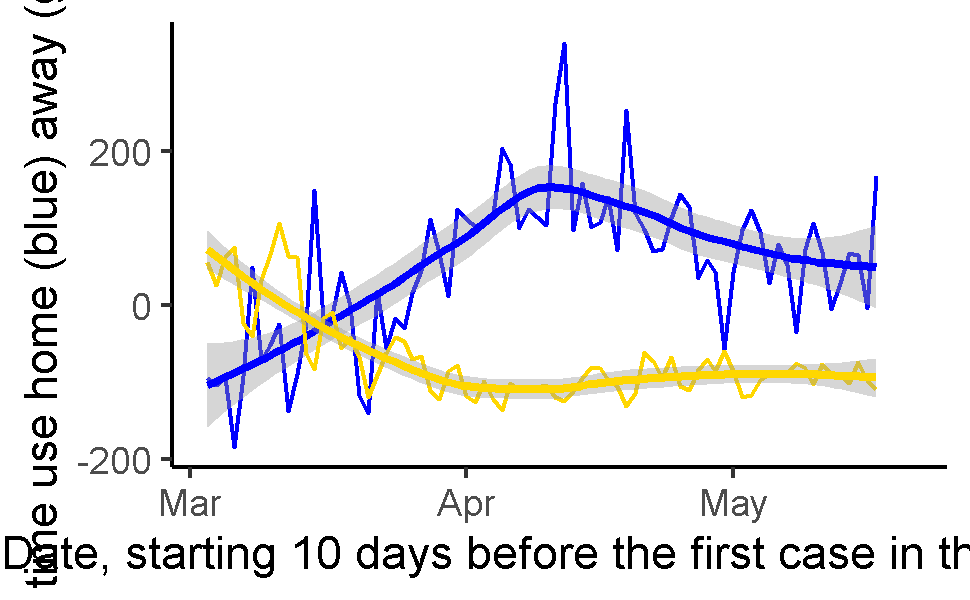 time use home (blue) away (
200
0
-200
Mar Apr May
Date, starting 10 days before the first case in th